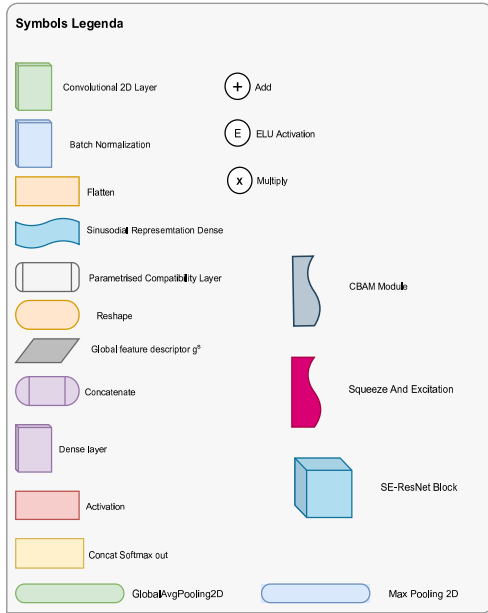 Symbols Legenda
Convolutional 2D Layer
+ Add
Batch Normalization
E ELU Activation
Flatten
x Multiply
Sinusodial Represemtation Dense
Parametrised Compatibility Layer
CBAM Module
Reshape
Global feature descriptor gᴮ
Concatenate
Squeeze And Excitation
Dense layer
SE-ResNet Block
Activation
Concat Softmax out
GlobalAvgPooling2D
Max Pooling 2D